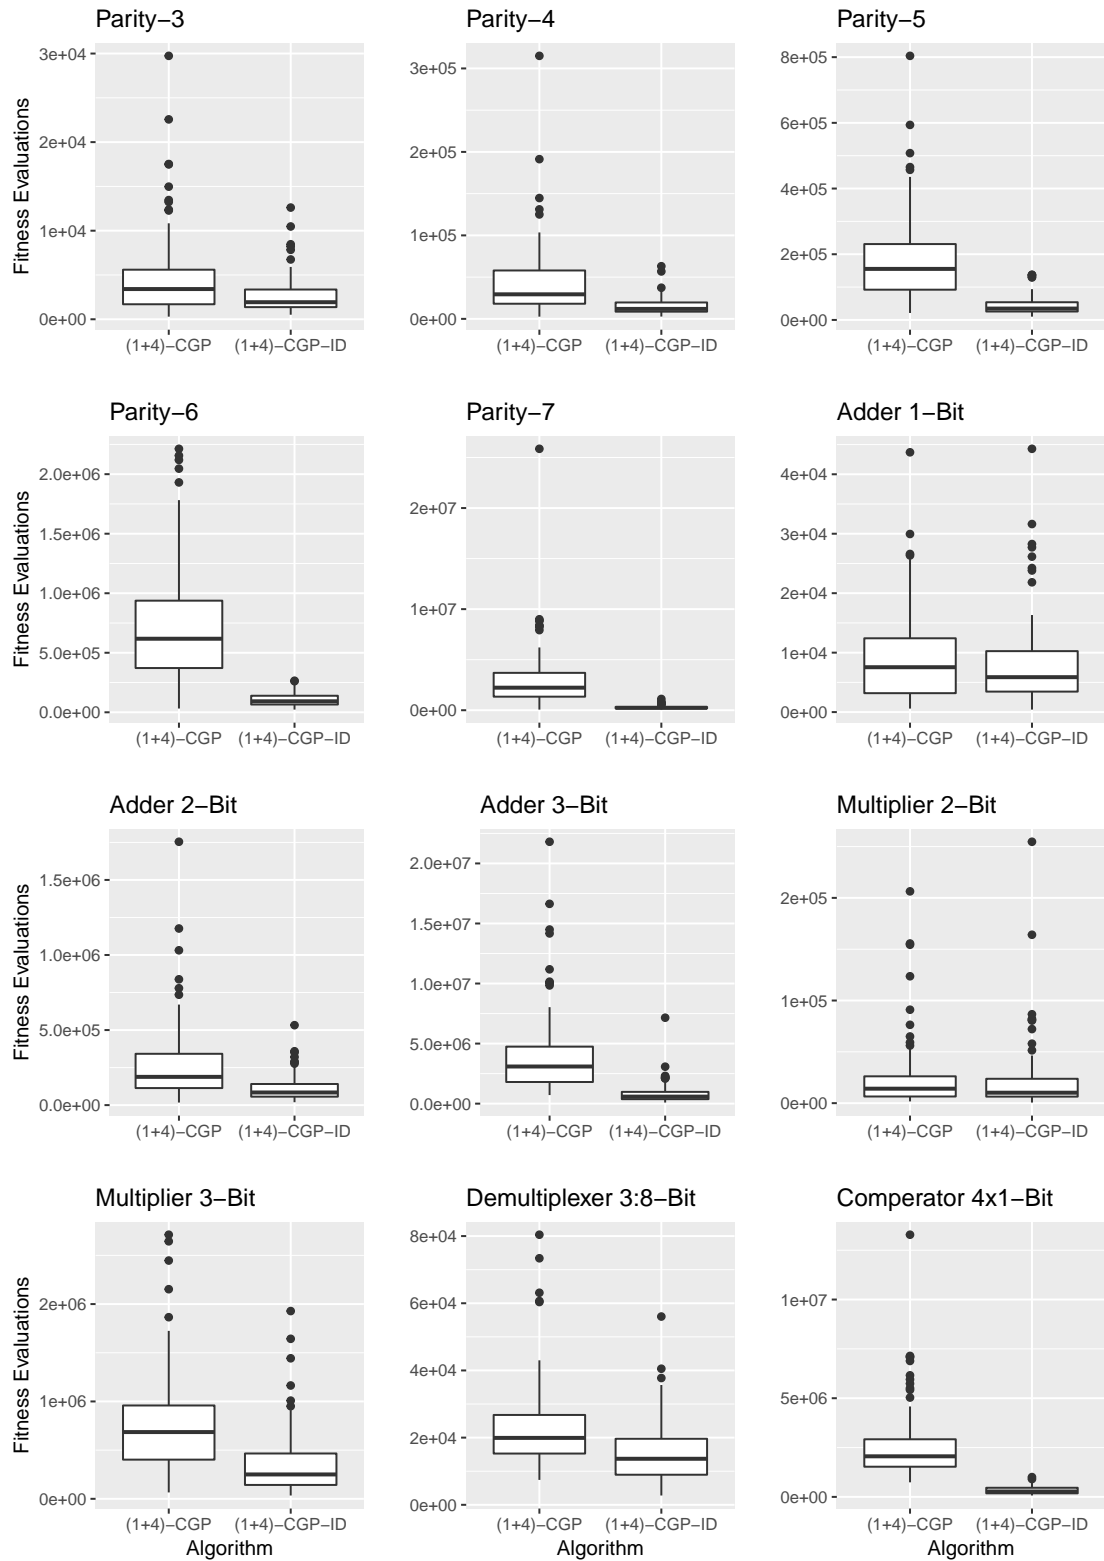 Parity−3
Parity−4
Parity−5
Fitness Evaluations
3e+04
2e+04
1e+04
0e+00
(1+4)−CGP
(1+4)−CGP−ID
3e+05
2e+05
1e+05
0e+00
(1+4)−CGP
(1+4)−CGP−ID
8e+05
6e+05
4e+05
2e+05
0e+00
(1+4)−CGP
(1+4)−CGP−ID
Parity−6
Parity−7
Adder 1−Bit
Fitness Evaluations
2.0e+06
1.5e+06
1.0e+06
5.0e+05
0.0e+00
(1+4)−CGP
(1+4)−CGP−ID
2e+07
1e+07
0e+00
(1+4)−CGP
(1+4)−CGP−ID
4e+04
3e+04
2e+04
1e+04
0e+00
(1+4)−CGP
(1+4)−CGP−ID
Adder 2−Bit
Adder 3−Bit
Multiplier 2−Bit
Fitness Evaluations
1.5e+06
1.0e+06
5.0e+05
0.0e+00
(1+4)−CGP
(1+4)−CGP−ID
2.0e+07
1.5e+07
1.0e+07
5.0e+06
0.0e+00
(1+4)−CGP
(1+4)−CGP−ID
2e+05
1e+05
0e+00
(1+4)−CGP
(1+4)−CGP−ID
Multiplier 3−Bit
Demultiplexer 3:8−Bit
Comperator 4x1−Bit
Fitness Evaluations
2e+06
1e+06
0e+00
(1+4)−CGP
(1+4)−CGP−ID
Algorithm
8e+04
6e+04
4e+04
2e+04
0e+00
(1+4)−CGP
(1+4)−CGP−ID
Algorithm
1e+07
5e+06
0e+00
(1+4)−CGP
(1+4)−CGP−ID
Algorithm